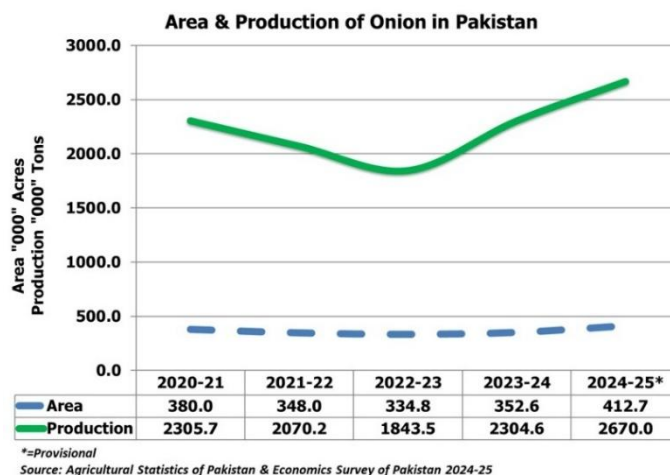 Area & Production of Onion in Pakistan
3000.0
2500.0
2000.0
1500.0
1000.0
500.0
0.0
Area "000" Acres
Production "000" Tons
2020-21 2021-22 2022-23 2023-24 2024-25*
Area 380.0 348.0 334.8 352.6 412.7
Production 2305.7 2070.2 1843.5 2304.6 2670.0
*=Provisional
Source: Agricultural Statistics of Pakistan & Economics Survey of Pakistan 2024-25